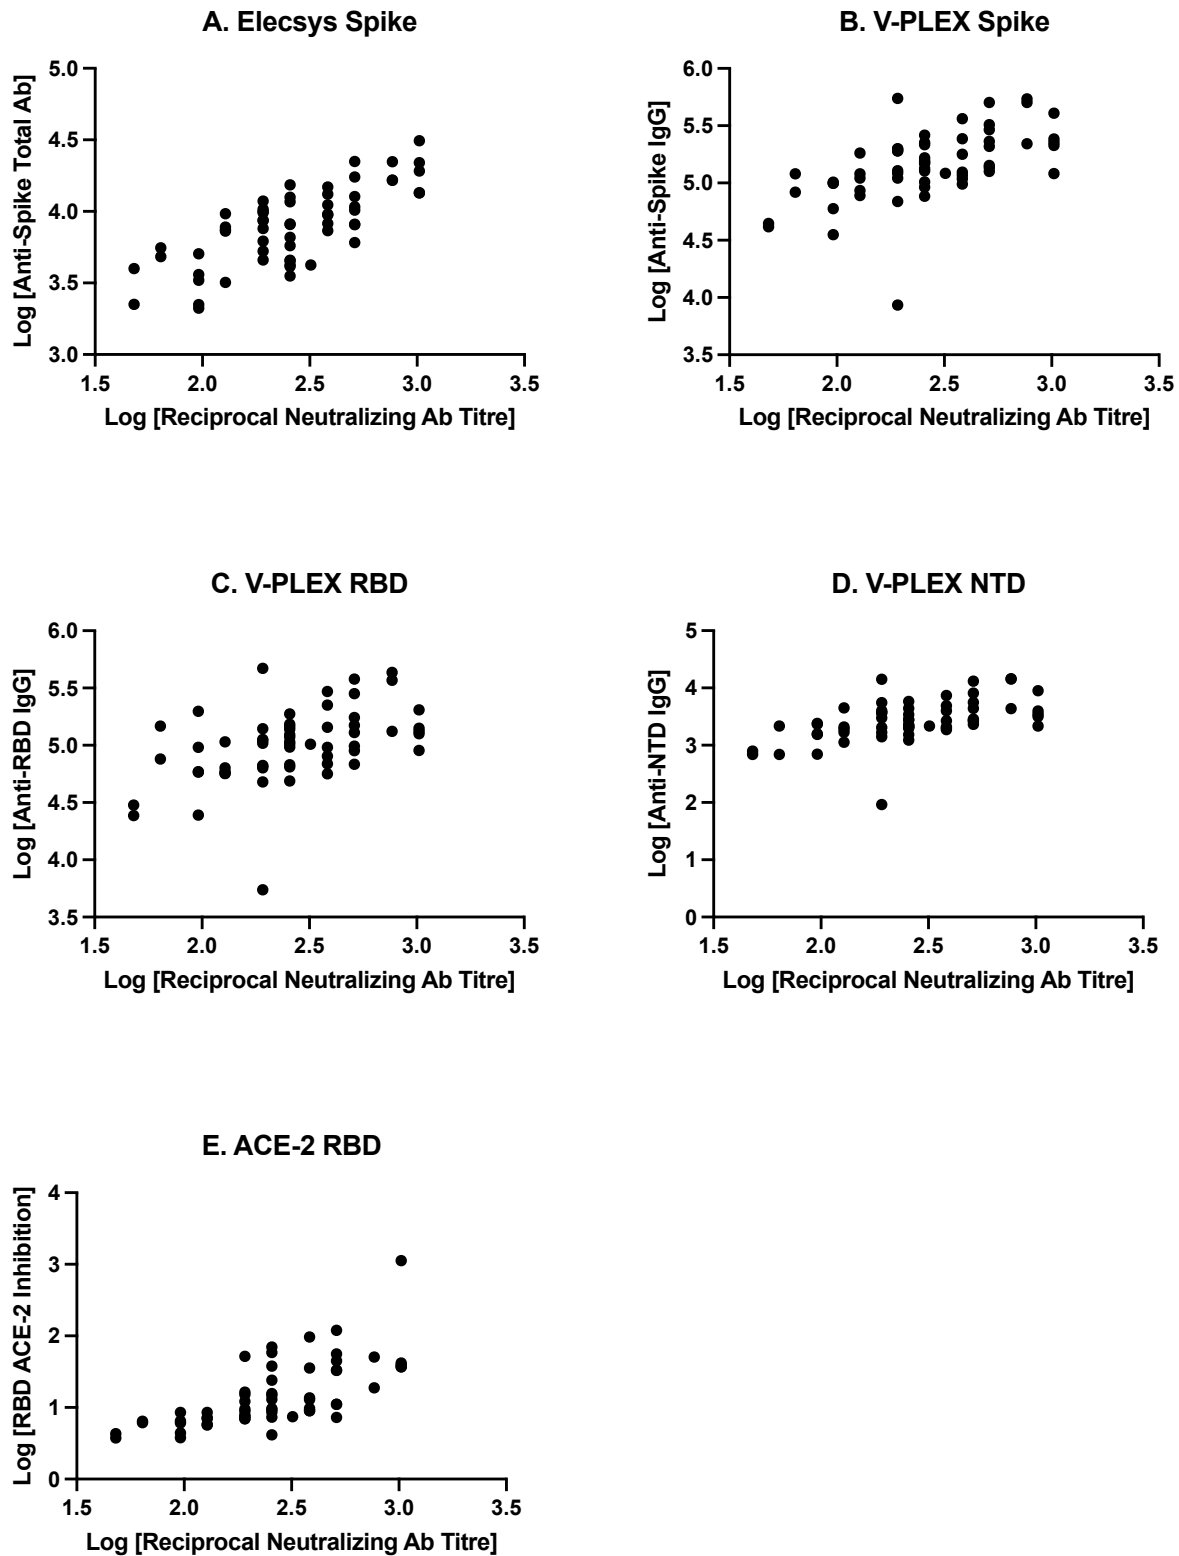 A. Elecsys Spike
Log [Anti-Spike Total Ab]
5.0
4.5
4.0
3.5
3.0
1.5 2.0 2.5 3.0 3.5
Log [Reciprocal Neutralizing Ab Titre]
B. V-PLEX Spike
Log [Anti-Spike IgG]
6.0
5.5
5.0
4.5
4.0
3.5
1.5 2.0 2.5 3.0 3.5
Log [Reciprocal Neutralizing Ab Titre]
C. V-PLEX RBD
Log [Anti-RBD IgG]
6.0
5.5
5.0
4.5
4.0
3.5
1.5 2.0 2.5 3.0 3.5
Log [Reciprocal Neutralizing Ab Titre]
D. V-PLEX NTD
Log [Anti-NTD IgG]
5
4
3
2
1
0
1.5 2.0 2.5 3.0 3.5
Log [Reciprocal Neutralizing Ab Titre]
E. ACE-2 RBD
Log [RBD ACE-2 Inhibition]
4
3
2
1
0
1.5 2.0 2.5 3.0 3.5
Log [Reciprocal Neutralizing Ab Titre]